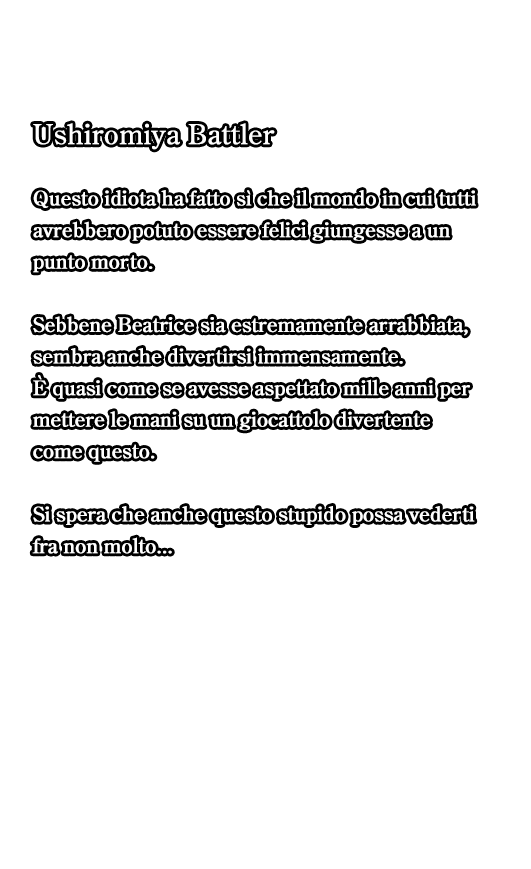 Ushiromiya Battler
Questo idiota ha fatto sì che il mondo in cui tutti
avrebbero potuto essere felici giungesse a un
punto morto.
Sebbene Beatrice sia estremamente arrabbiata,
sembra anche divertirsi immensamente.
È quasi come se avesse aspettato mille anni per
mettere le mani su un giocattolo divertente
come questo.
Si spera che anche questo stupido possa vederti
fra non molto...